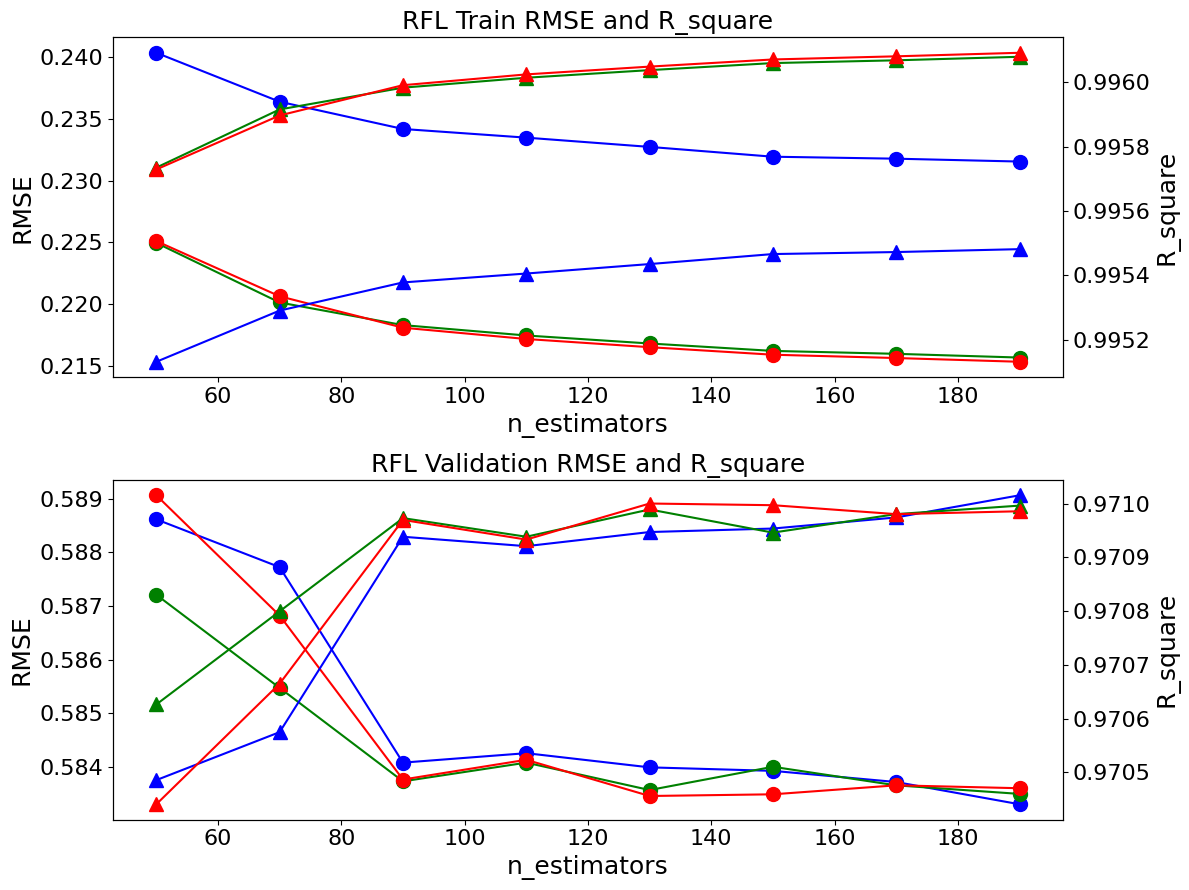 RFL Train RMSE and R_square
0.240
0.235
0.230
0.225
0.220
0.215
RMSE
0.9960
0.9958
0.9956
0.9954
0.9952
R_square
60 80 100 120 140 160 180
n_estimators
RFL Validation RMSE and R_square
0.589
0.588
0.587
0.586
0.585
0.584
RMSE
0.9710
0.9709
0.9708
0.9707
0.9706
0.9705
R_square
60 80 100 120 140 160 180
n_estimators